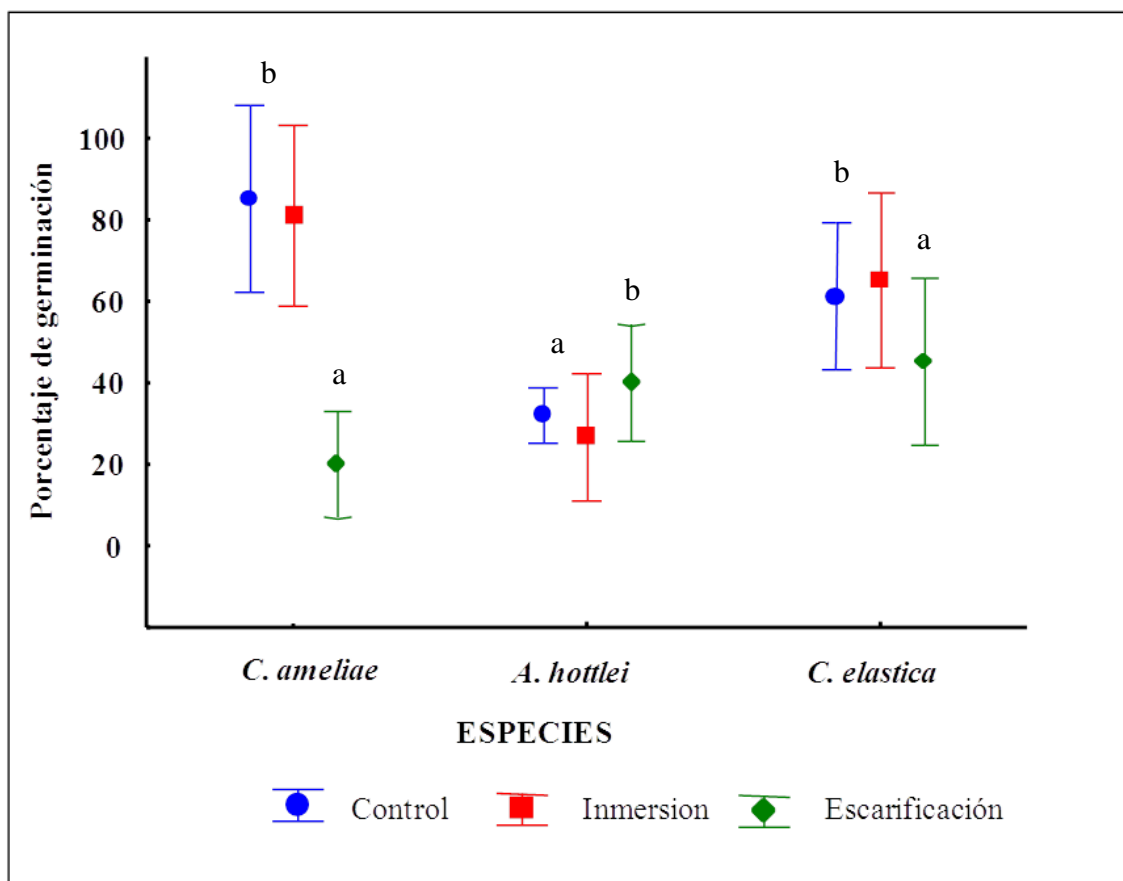 Porcentaje de germinación
100
80
60
40
20
0
b
a
a
b
b
a
C. ameliae
A. hottlei
C. elastica
ESPECIES
Control
Inmersion
Escarificación